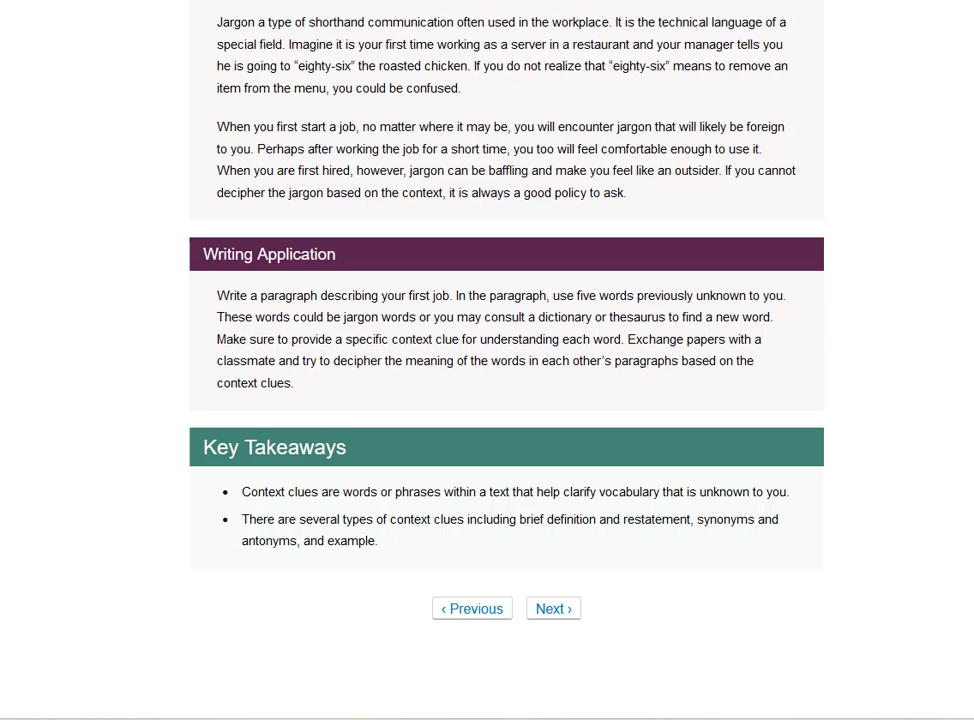 Jargon a type of shorthand communication often used in the workplace. It is the technical language of a
special field. Imagine it is your first time working as a server in a restaurant and your manager tells you
he is going to “eighty-six” the roasted chicken. If you do not realize that “eighty-six” means to remove an
item from the menu, you could be confused.
When you first start a job, no matter where it may be, you will encounter jargon that will likely be foreign
to you. Perhaps after working the job for a short time, you too will feel comfortable enough to use it.
When you are first hired, however, jargon can be baffling and make you feel like an outsider. If you cannot
decipher the jargon based on the context, it is always a good policy to ask.
Writing Application
Write a paragraph describing your first job. In the paragraph, use five words previously unknown to you.
These words could be jargon words or you may consult a dictionary or thesaurus to find a new word.
Make sure to provide a specific context clue for understanding each word. Exchange papers with a
classmate and try to decipher the meaning of the words in each other’s paragraphs based on the
context clues.
Key Takeaways
• Context clues are words or phrases within a text that help clarify vocabulary that is unknown to you.
• There are several types of context clues including brief definition and restatement, synonyms and
antonyms, and example.
‹ Previous Next ›